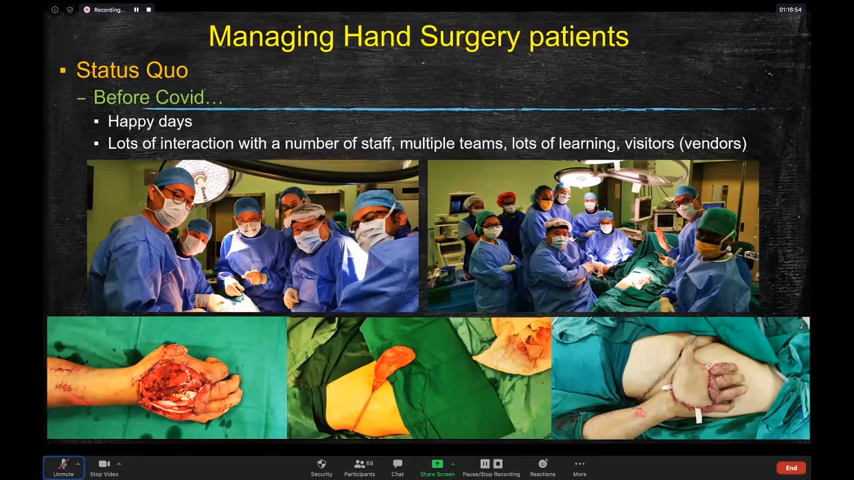 Recording...
01:16:54
Managing Hand Surgery patients
▪ Status Quo
– Before Covid…
▪ Happy days
▪ Lots of interaction with a number of staff, multiple teams, lots of learning, visitors (vendors)
Unmute
Stop Video
Security
Participants
69
Chat
Share Screen
Pause/Stop Recording
Reactions
More
End